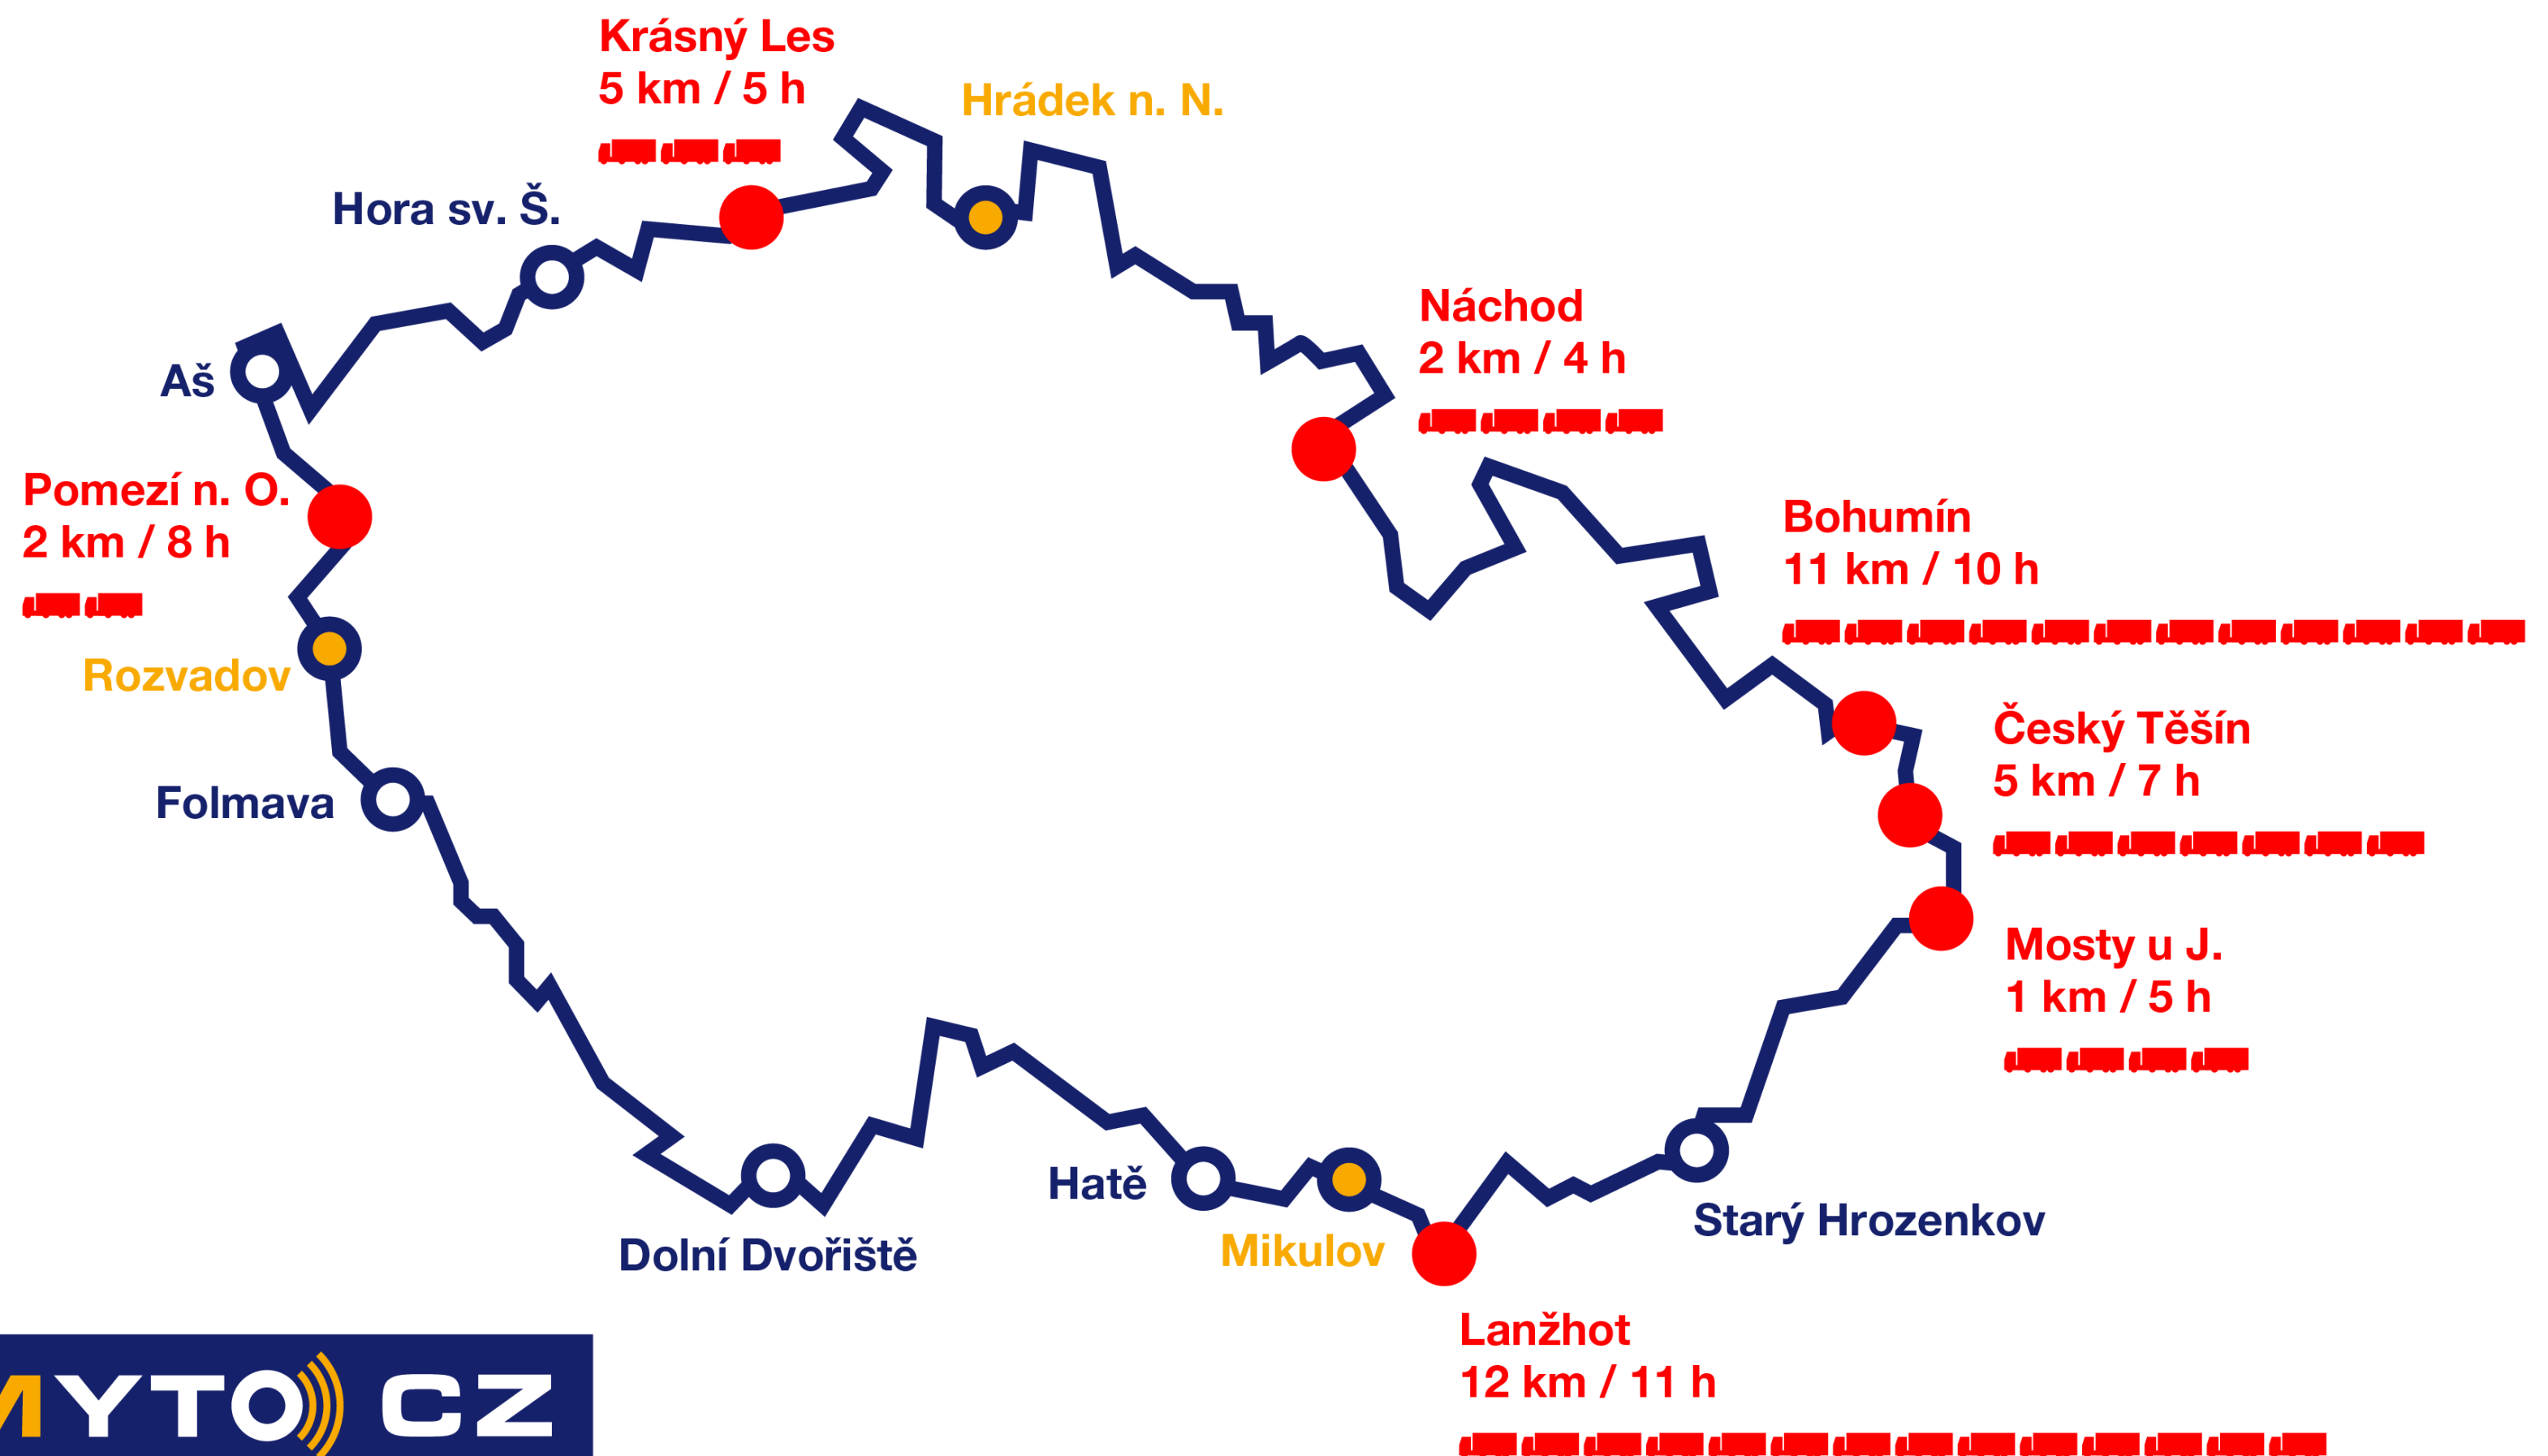 Krásný Les
5 km / 5 h
Hrádek n. N.
Hora sv. Š.
Náchod
2 km / 4 h
Aš
Pomezí n. O.
2 km / 8 h
Bohumín
11 km / 10 h
Rozvadov
Český Těšín
5 km / 7 h
Folmava
Mosty u J.
1 km / 5 h
Hatě
Starý Hrozenkov
Dolní Dvořiště
Mikulov
Lanžhot
12 km / 11 h
MYTO CZ